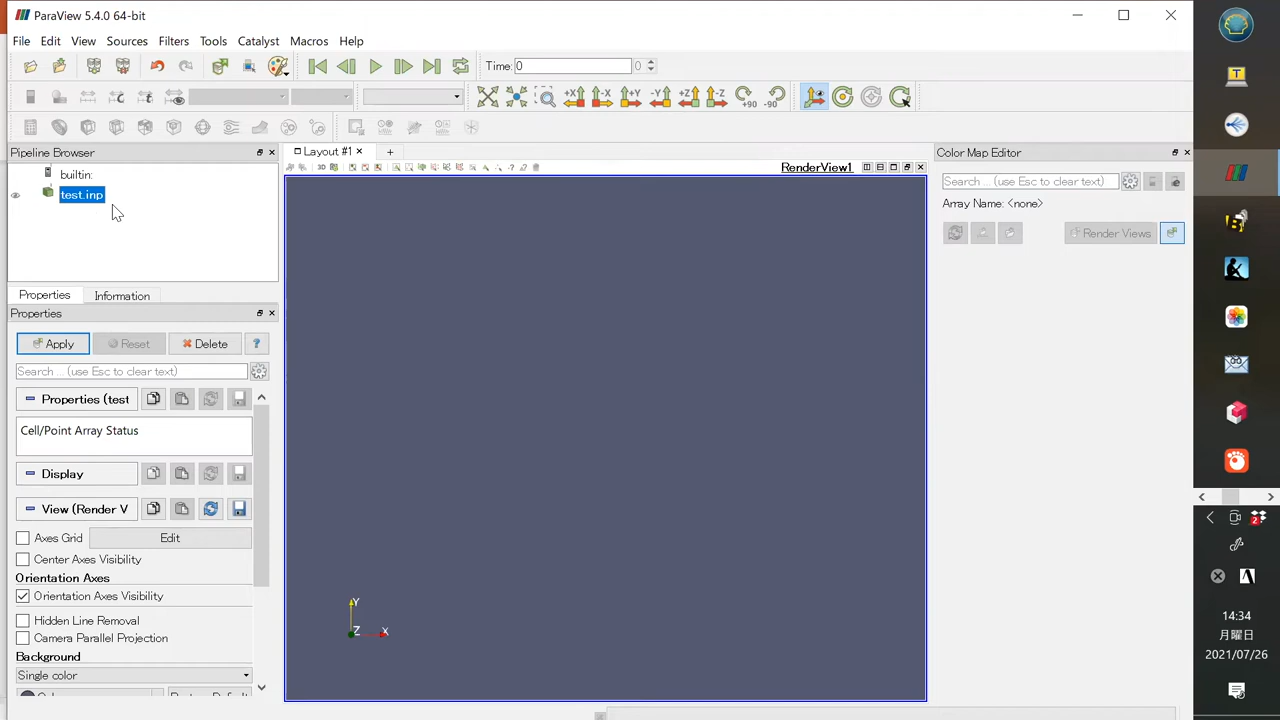 ParaView 5.4.0 64-bit
File Edit View Sources Filters Tools Catalyst Macros Help
Time: 0 0
+X -X +Y -Y +Z -Z +90 -90
Pipeline Browser
Layout #1
Color Map Editor
builtin:
3D
RenderView1
Search ... (use Esc to clear text)
test.inp
Array Name: <none>
Render Views
Properties Information
Properties
Apply Reset Delete ?
Search ... (use Esc to clear text)
Properties (test
Cell/Point Array Status
Display
View (Render V
Axes Grid Edit
Center Axes Visibility
Orientation Axes
Orientation Axes Visibility
Hidden Line Removal
Camera Parallel Projection
Background
Single color
Y
Z X
T
2
A
14:34
月曜日
2021/07/26